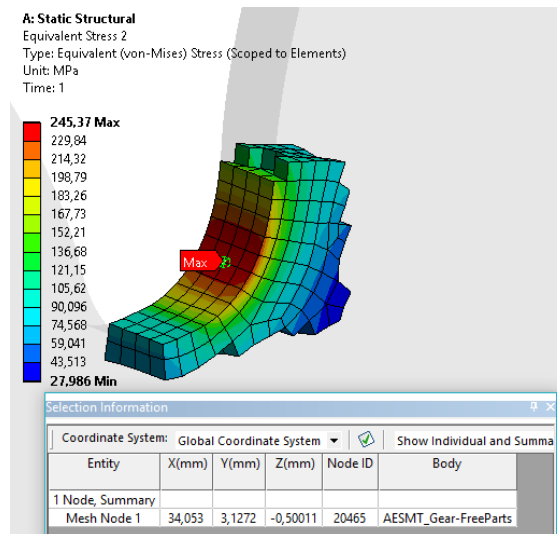 A: Static Structural
Equivalent Stress 2
Type: Equivalent (von-Mises) Stress (Scoped to Elements)
Unit: MPa
Time: 1
245,37 Max
229,84
214,32
198,79
183,26
167,73
152,21
136,68
121,15
105,62
90,096
74,568
59,041
43,513
27,986 Min
Max
Selection Information
Coordinate System: Global Coordinate System Show Individual and Summa
Entity X(mm) Y(mm) Z(mm) Node ID Body
1 Node, Summary
Mesh Node 1 34,053 3,1272 -0,50011 20465 AESMT_Gear-FreeParts